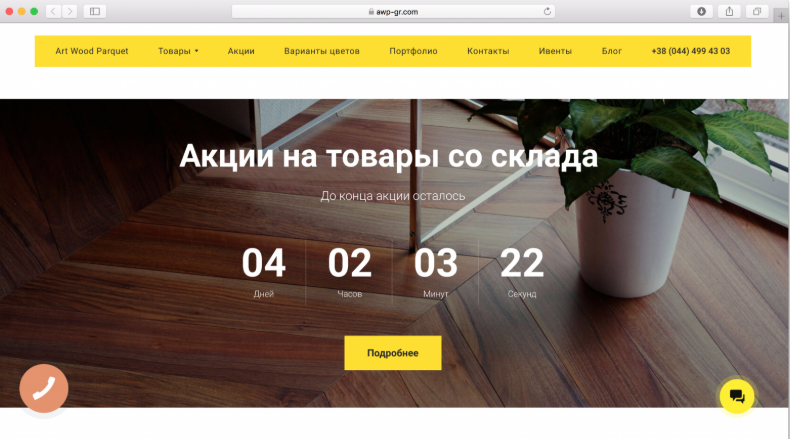 awp-gr.com
Art Wood Parquet Товары Акции Варианты цветов Портфолио Контакты Ивенты Блог +38 (044) 499 43 03
Акции на товары со склада
До конца акции осталось
04 02 03 22
Дней Часов Минут Секунд
Подробнее